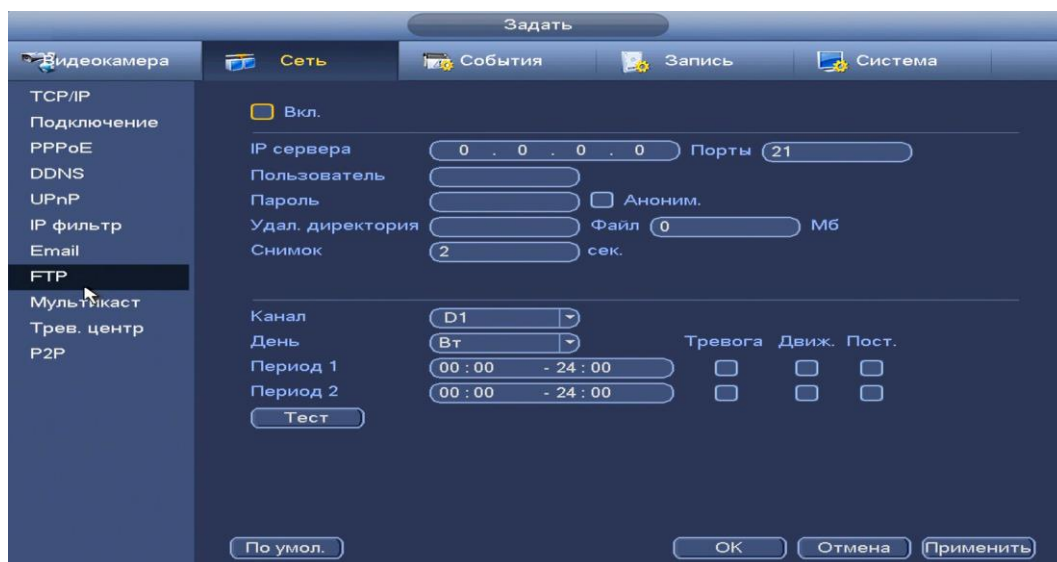 Задать
Видеокамера Сеть События Запись Система
TCP/IP
Подключение
PPPoE
DDNS
UPnP
IP фильтр
Email
FTP
Мультикаст
Трев. центр
P2P
Вкл.
IP сервера 0 . 0 . 0 . 0 Порты 21
Пользователь
Пароль Аноним.
Удал. директория Файл 0 Мб
Снимок 2 сек.
Канал D1
День Вт Тревога Движ. Пост.
Период 1 00 : 00 - 24 : 00
Период 2 00 : 00 - 24 : 00
Тест
По умол. OK Отмена Применить